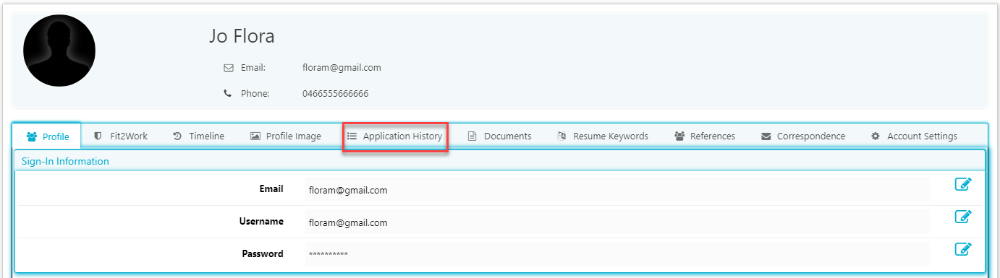 Jo Flora
Email: floram@gmail.com
Phone: 0466555666666
Profile Fit2Work Timeline Profile Image Application History Documents Resume Keywords References Correspondence Account Settings
Sign-In Information
Email floram@gmail.com
Username floram@gmail.com
Password **********